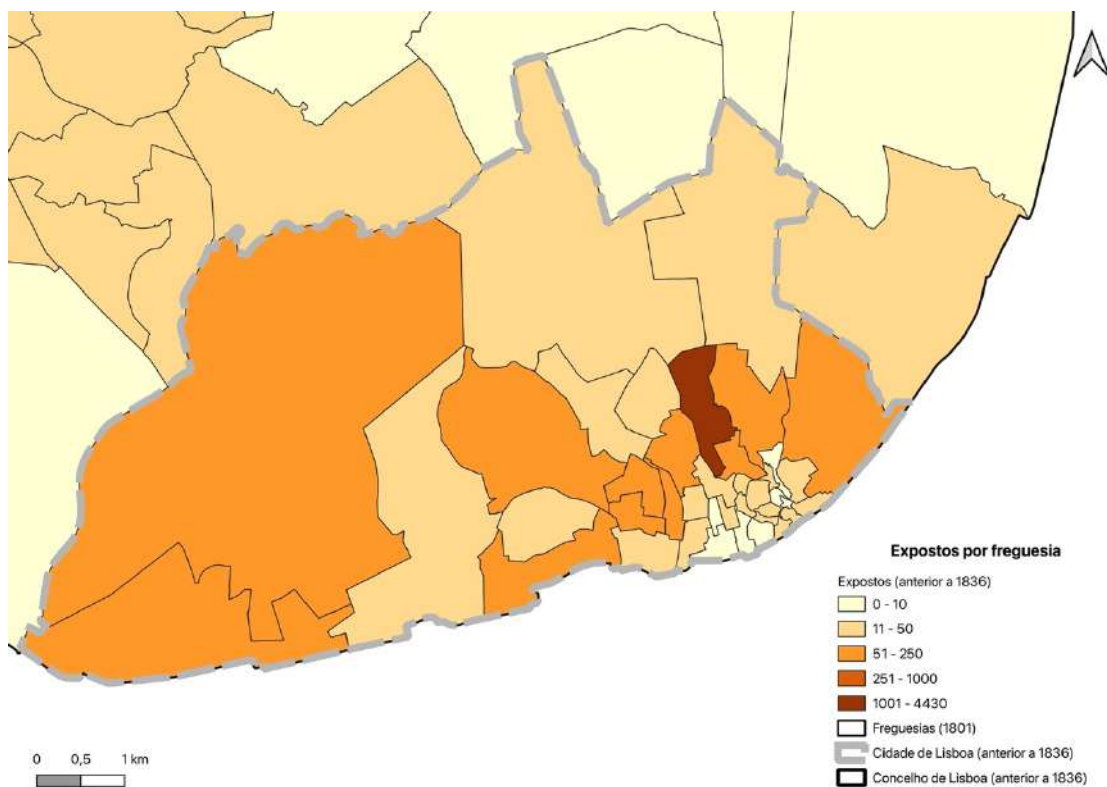 Expostos por freguesia
Expostos (anterior a 1836)
0 - 10
11 - 50
51 - 250
251 - 1000
1001 - 4430
Freguesias (1801)
Cidade de Lisboa (anterior a 1836)
Concelho de Lisboa (anterior a 1836)
0 0,5 1 km